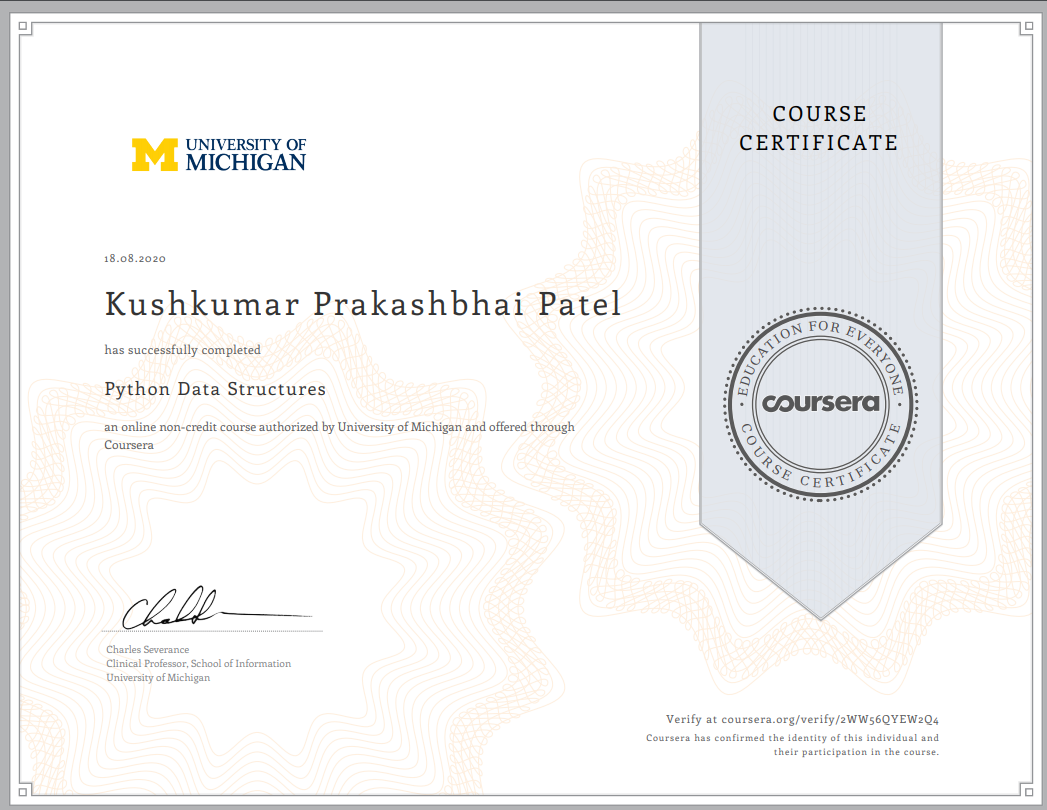 COURSE
CERTIFICATE
M UNIVERSITY OF
MICHIGAN
18.08.2020
Kushkumar Prakashbhai Patel
has successfully completed
Python Data Structures
an online non-credit course authorized by University of Michigan and offered through
Coursera
EDUCATION FOR EVERYONE
coursera
COURSE CERTIFICATE
Charles Severance
Clinical Professor, School of Information
University of Michigan
Verify at coursera.org/verify/2WW56QYEW2Q4
Coursera has confirmed the identity of this individual and
their participation in the course.